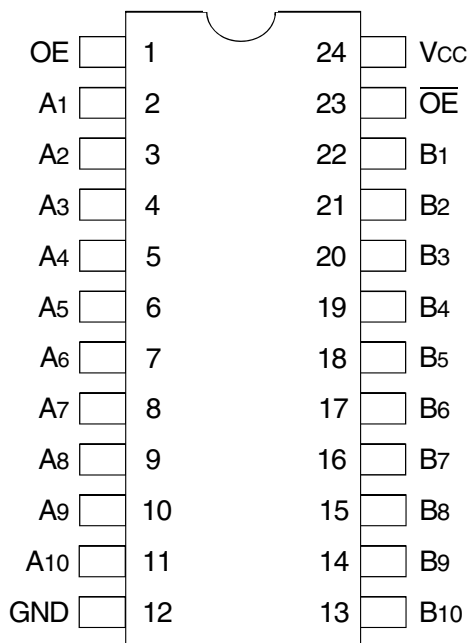 OE 1 24 VCC
A1 2 23 O̅E̅
A2 3 22 B1
A3 4 21 B2
A4 5 20 B3
A5 6 19 B4
A6 7 18 B5
A7 8 17 B6
A8 9 16 B7
A9 10 15 B8
A10 11 14 B9
GND 12 13 B10